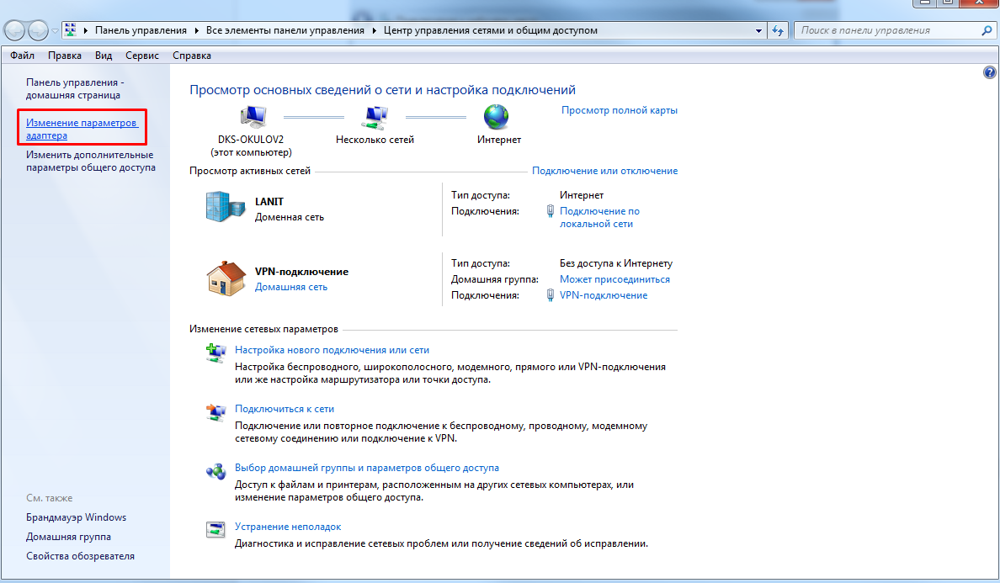 Панель управления
Все элементы панели управления
Центр управления сетями и общим доступом
Поиск в панели управления
Файл Правка Вид Сервис Справка
Панель управления -
домашняя страница
Изменение параметров
адаптера
Изменить дополнительные
параметры общего доступа
Просмотр основных сведений о сети и настройка подключений
Просмотр полной карты
DKS-OKULOV2
(этот компьютер)
Несколько сетей
Интернет
Просмотр активных сетей
Подключение или отключение
LANIT
Доменная сеть
Тип доступа: Интернет
Подключения: Подключение по
локальной сети
VPN-подключение
Домашняя сеть
Тип доступа: Без доступа к Интернету
Домашняя группа: Может присоединиться
Подключения: VPN-подключение
Изменение сетевых параметров
Настройка нового подключения или сети
Настройка беспроводного, широкополосного, модемного, прямого или VPN-подключения
или же настройка маршрутизатора или точки доступа.
Подключиться к сети
Подключение или повторное подключение к беспроводному, проводному, модемному
сетевому соединению или подключение к VPN.
Выбор домашней группы и параметров общего доступа
Доступ к файлам и принтерам, расположенным на других сетевых компьютерах, или
изменение параметров общего доступа.
Устранение неполадок
Диагностика и исправление сетевых проблем или получение сведений об исправлении.
См. также
Брандмауэр Windows
Домашняя группа
Свойства обозревателя